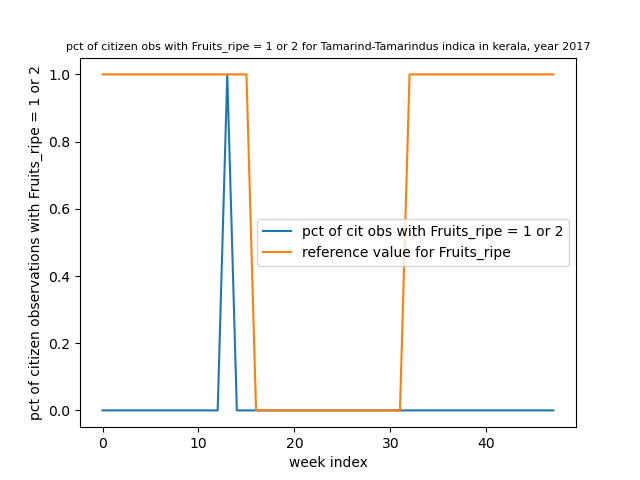 pct of citizen obs with Fruits_ripe = 1 or 2 for Tamarind-Tamarindus indica in kerala, year 2017
pct of citizen observations with Fruits_ripe = 1 or 2
1.0
0.8
0.6
0.4
0.2
0.0
pct of cit obs with Fruits_ripe = 1 or 2
reference value for Fruits_ripe
0 10 20 30 40
week index